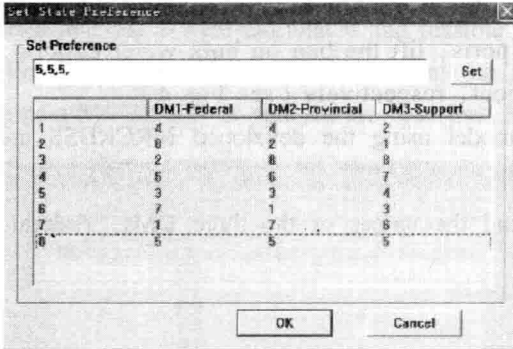 Set State Preference
Set Preference
5,5,5,
Set
DM1-Federal DM2-Provincial DM3-Support
1 4 4 2
2 8 2 1
3 2 8 8
4 6 6 7
5 3 3 4
6 7 1 3
7 1 7 6
8 5 5 5
OK Cancel